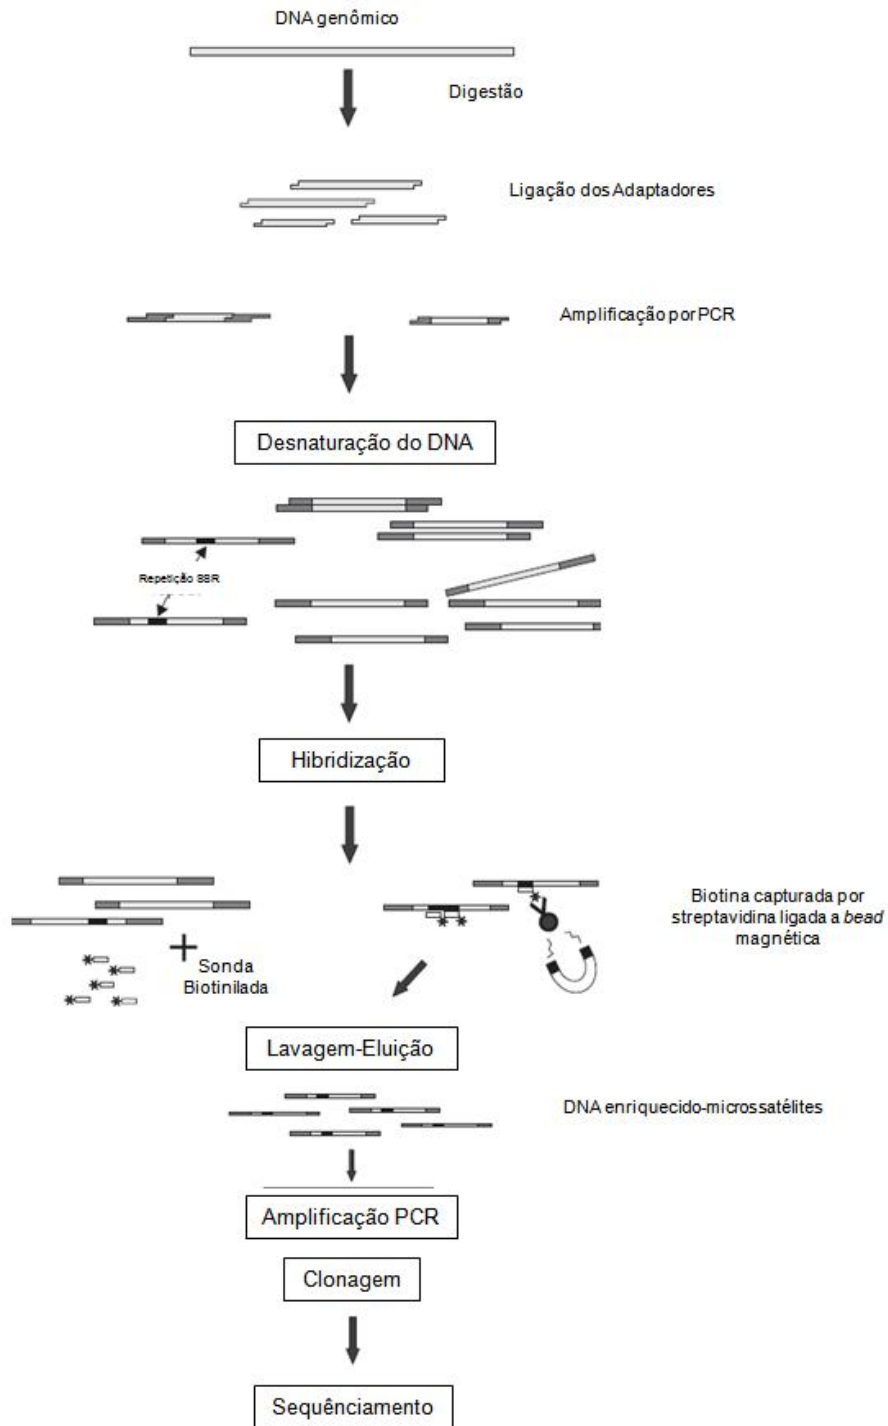 DNA genômico
Digestão
Ligação dos Adaptadores
Amplificação por PCR
Desnaturação do DNA
Repetição SSR
Hibridização
Biotina capturada por
streptavidina ligada a bead
magnética
Sonda
Biotinilada
Lavagem-Eluição
DNA enriquecido-microssatélites
Amplificação PCR
Clonagem
Sequênciamento